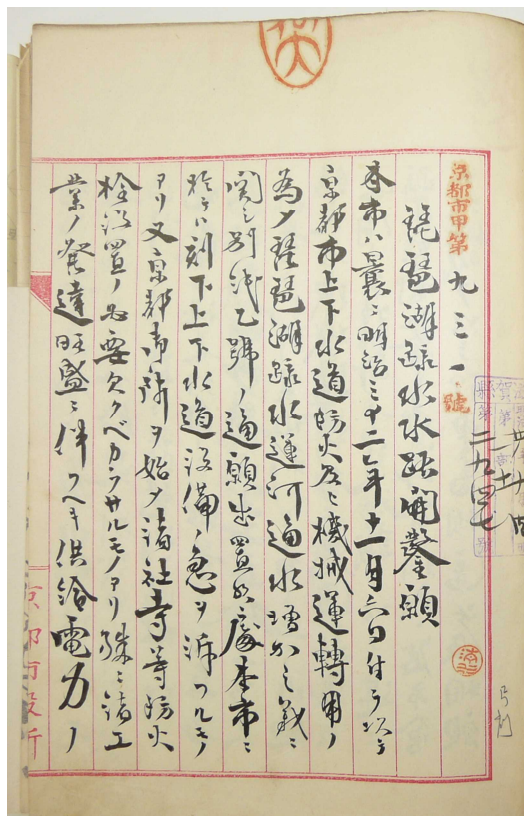 京都市甲第九三一號
琵琶湖疏水水路開鑿願
本市ハ曩ニ明治三十二年十一月六日付ヲ以テ
京都市上下水道防火及ヒ機械運轉用ノ
為メ琵琶湖疏水運河通水増加之義ニ
関シ別紙乙號ノ通願出置候處本市ニ
於テハ刻下上下水道設備ノ急ヲ訴フルモノ
アリ又京都御所ヲ始メ諸社寺等防火
栓設置ノ為要欠クベカラサルモノアリ殊ニ諸工
業ノ発達旺盛ニ伴フヘキ供給電力ノ
京都市役所